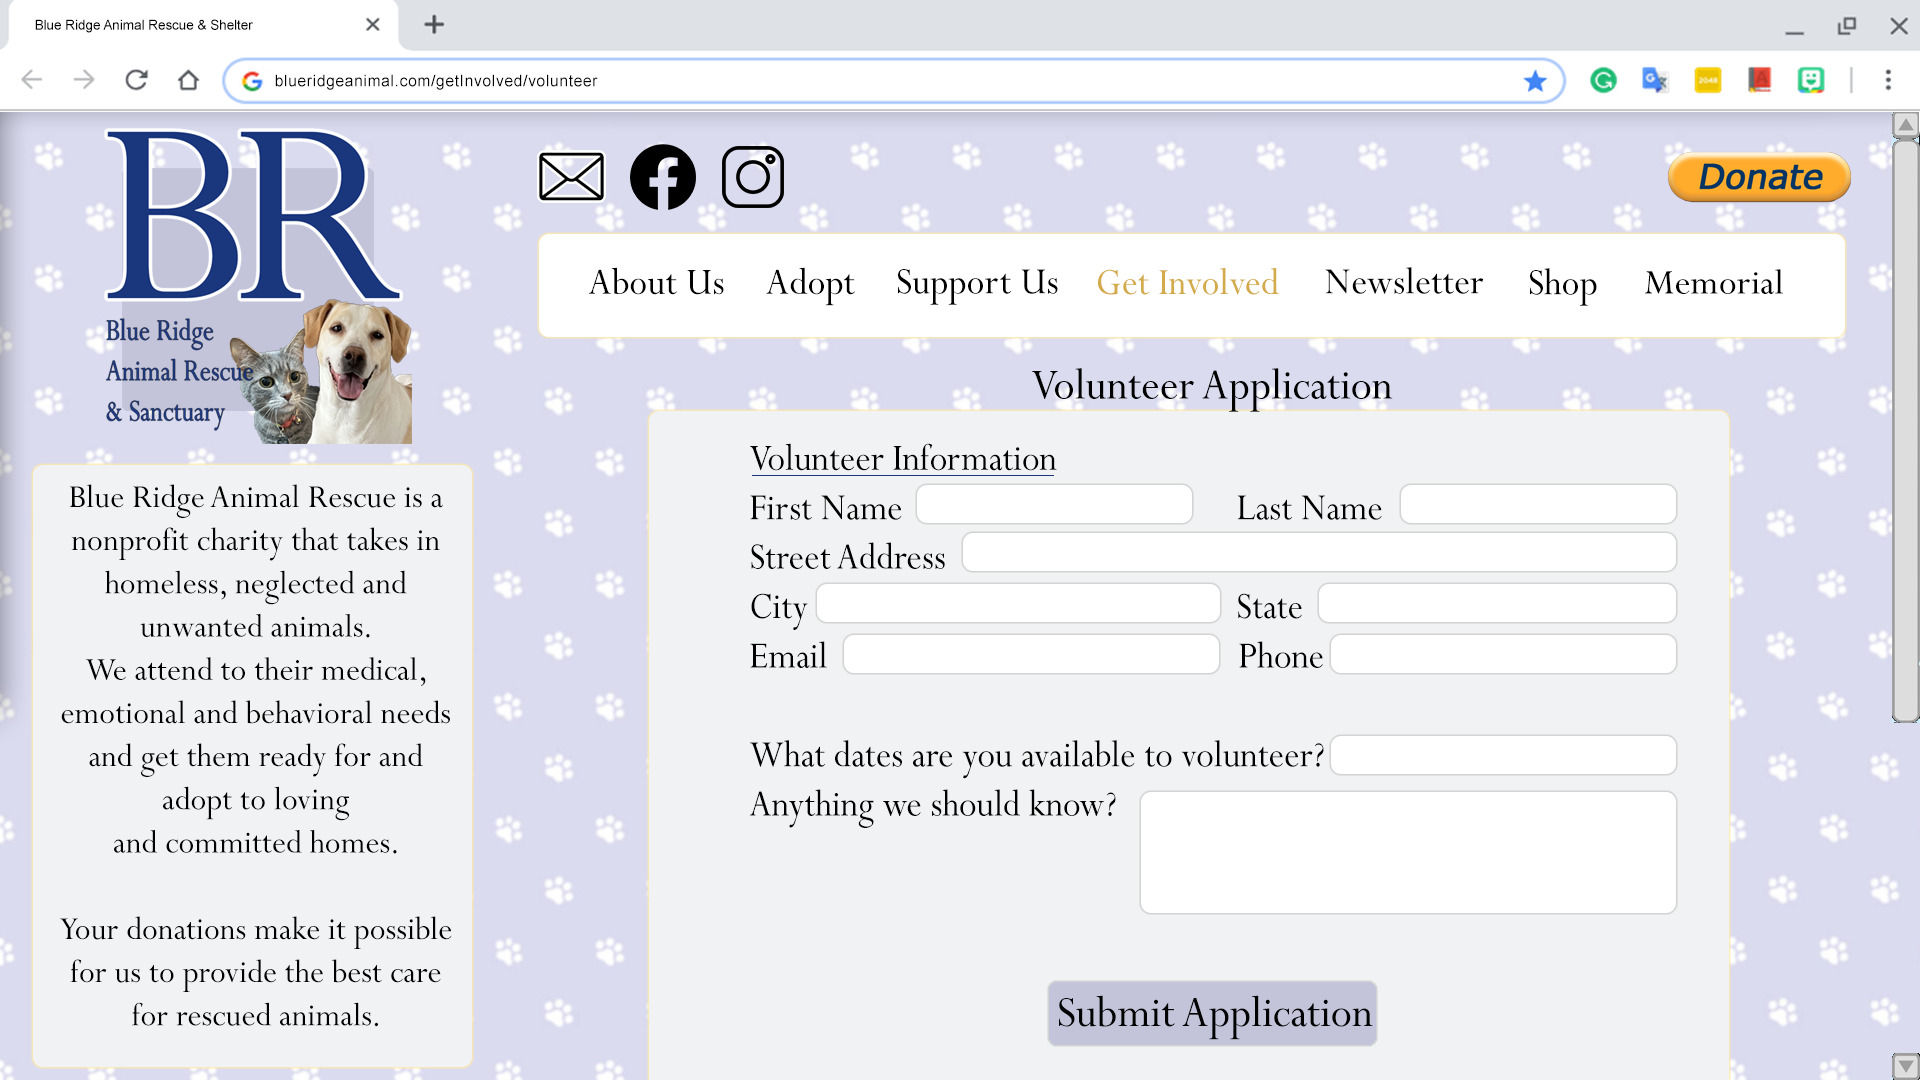 Blue Ridge Animal Rescue & Shelter
blueridgeanimal.com/getInvolved/volunteer
2048
BR
Blue Ridge
Animal Rescue
& Sanctuary
Donate
About Us Adopt Support Us Get Involved Newsletter Shop Memorial
Blue Ridge Animal Rescue is a
nonprofit charity that takes in
homeless, neglected and
unwanted animals.
We attend to their medical,
emotional and behavioral needs
and get them ready for and
adopt to loving
and committed homes.
Your donations make it possible
for us to provide the best care
for rescued animals.
Volunteer Application
Volunteer Information
First Name Last Name
Street Address
City State
Email Phone
What dates are you available to volunteer?
Anything we should know?
Submit Application